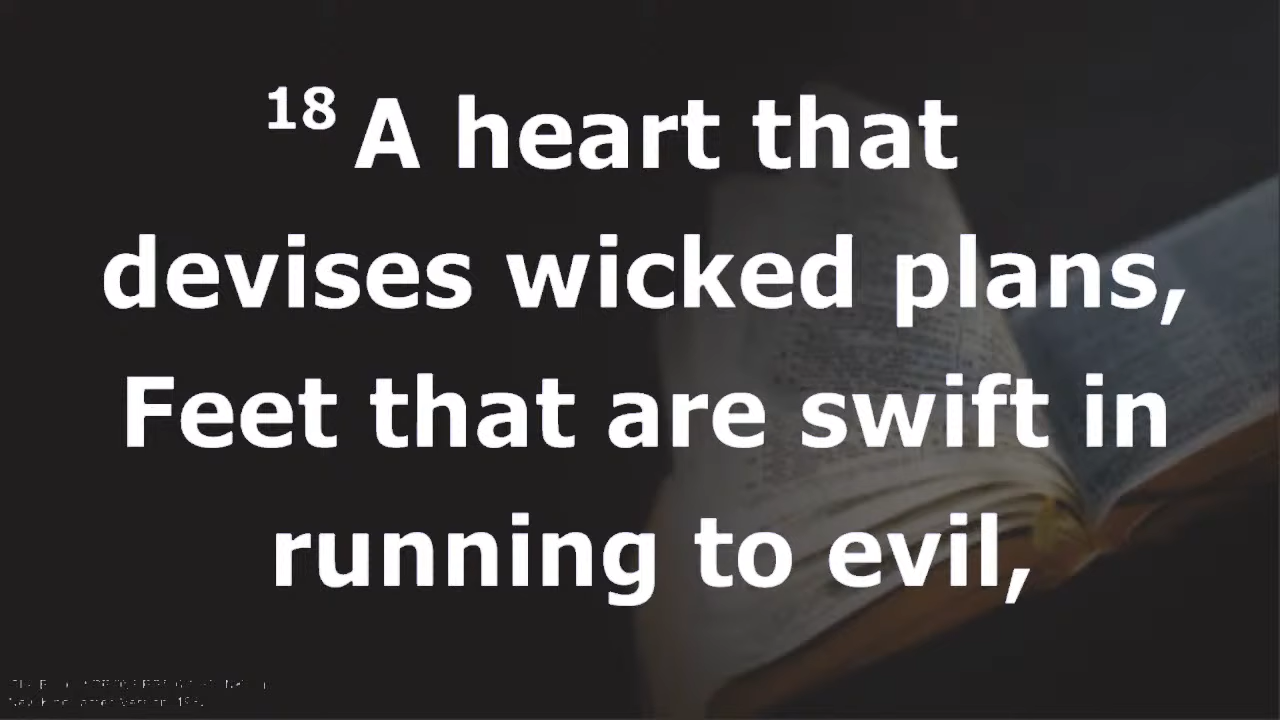 18 A heart that
devises wicked plans,
Feet that are swift in
running to evil,